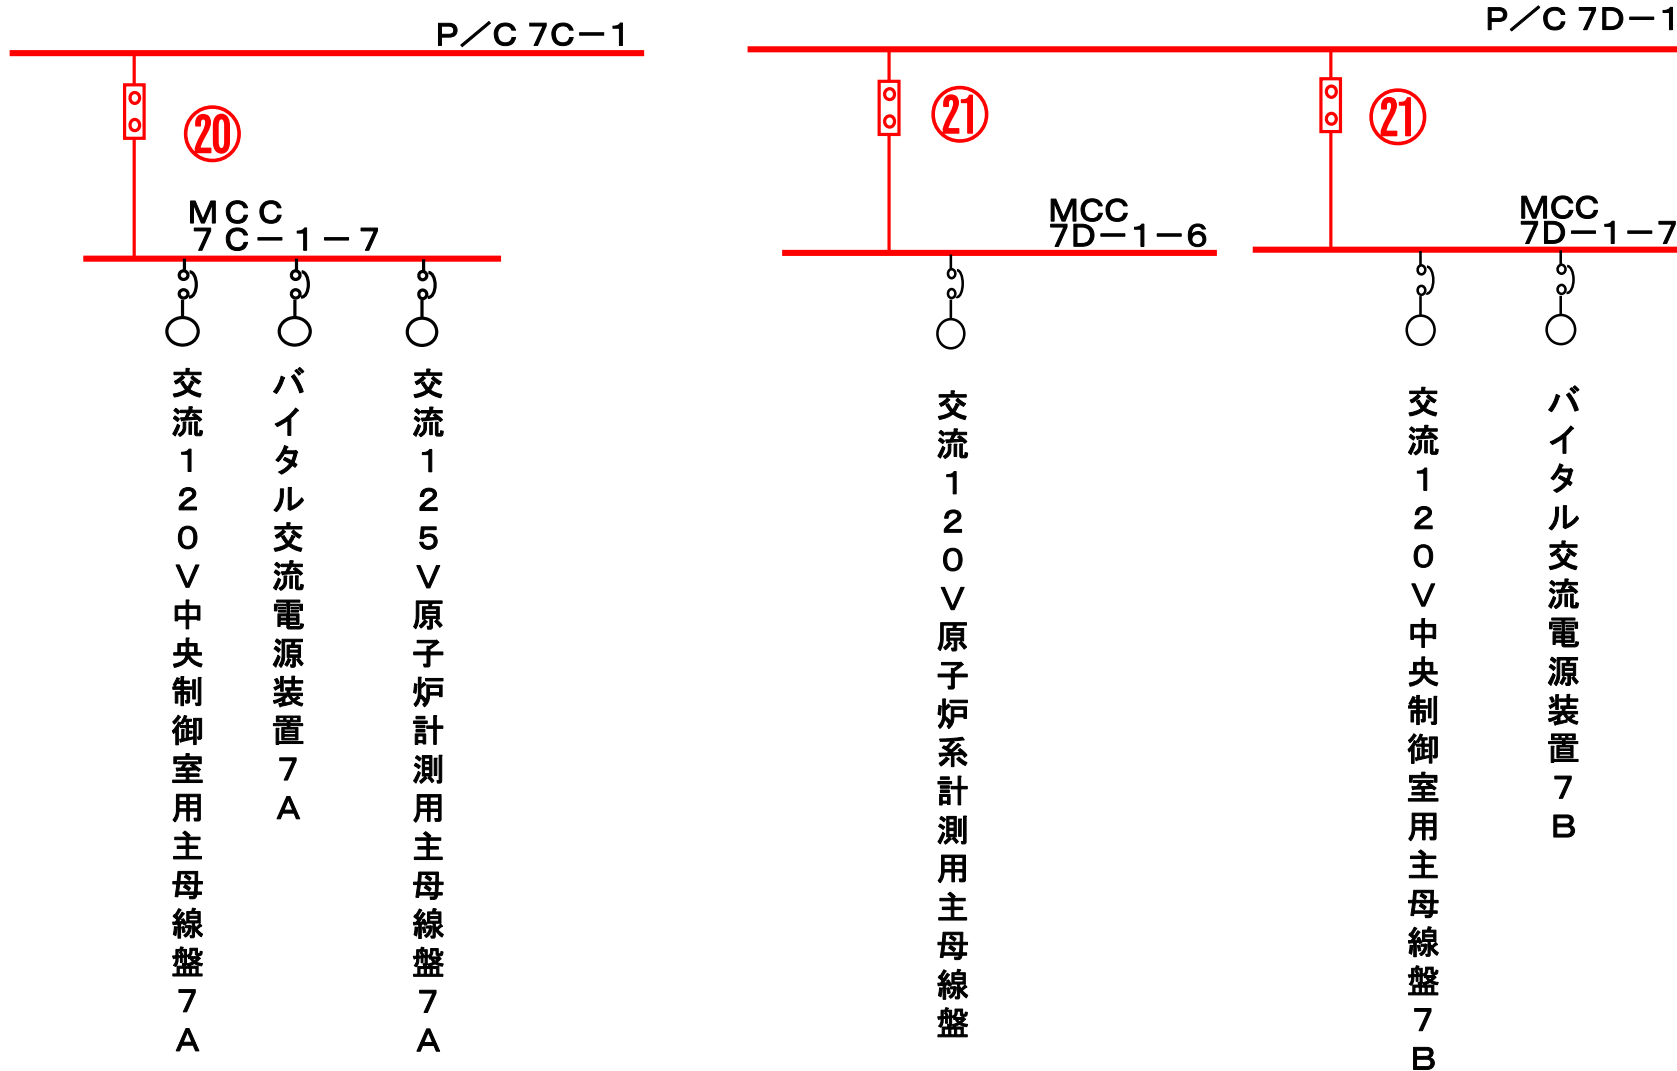 P／C 7C－1
P／C 7D－1
⑳
㉑
㉑
ＭＣＣ
７Ｃ－１－７
MCC
7D－1－6
MCC
7D－1－7
交流１２０Ｖ中央制御室用主母線盤７Ａ
バイタル交流電源装置７Ａ
交流１２５Ｖ原子炉計測用主母線盤７Ａ
交流１２０Ｖ原子炉系計測用主母線盤
交流１２０Ｖ中央制御室用主母線盤７Ｂ
バイタル交流電源装置７Ｂ